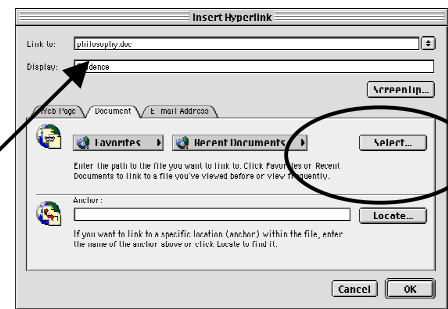 Insert Hyperlink
Link to: philosophy.doc
Display: dence
ScreenTip...
Web Page Document E-mail Address
Favorites Recent Documents Select...
Enter the path to the file you want to link to. Click Favorites or Recent
Documents to link to a file you've viewed before or view frequently.
Anchor:
Locate...
If you want to link to a specific location (anchor) within the file, enter
the name of the anchor above or click Locate to find it.
Cancel OK